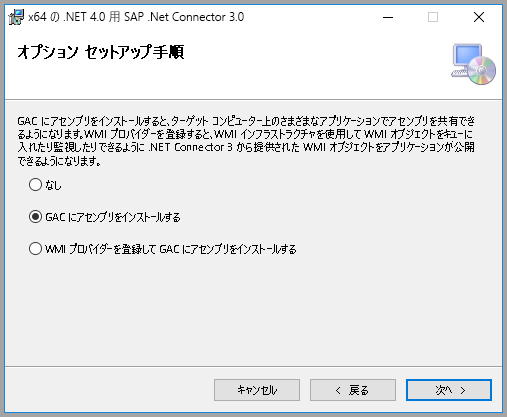 x64 の .NET 4.0 用 SAP .Net Connector 3.0
オプション セットアップ手順
GAC にアセンブリをインストールすると、ターゲット コンピューター上のさまざまなアプリケーションでアセンブリを共有でき
るようになります。WMI プロバイダーを登録すると、WMI インフラストラクチャを使用して WMI オブジェクトをキューに
入れたり監視したりできるように .NET Connector 3 から提供された WMI オブジェクトをアプリケーションが公開
できるようになります。
なし
GAC にアセンブリをインストールする
WMI プロバイダーを登録して GAC にアセンブリをインストールする
キャンセル
< 戻る
次へ >